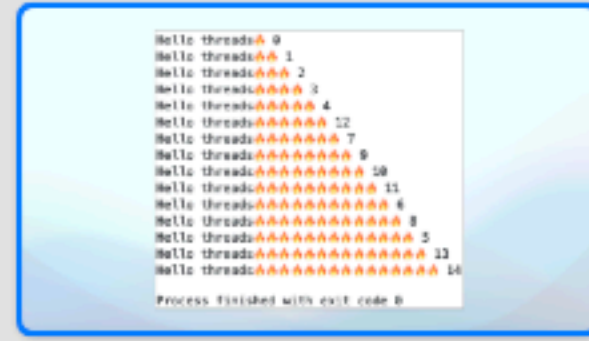 Hello threads🔥 0
Hello threads🔥🔥 1
Hello threads🔥🔥🔥 2
Hello threads🔥🔥🔥🔥 3
Hello threads🔥🔥🔥🔥🔥 4
Hello threads🔥🔥🔥🔥🔥🔥 12
Hello threads🔥🔥🔥🔥🔥🔥🔥 7
Hello threads🔥🔥🔥🔥🔥🔥🔥🔥 9
Hello threads🔥🔥🔥🔥🔥🔥🔥🔥🔥 10
Hello threads🔥🔥🔥🔥🔥🔥🔥🔥🔥🔥 11
Hello threads🔥🔥🔥🔥🔥🔥🔥🔥🔥🔥🔥 6
Hello threads🔥🔥🔥🔥🔥🔥🔥🔥🔥🔥🔥🔥 8
Hello threads🔥🔥🔥🔥🔥🔥🔥🔥🔥🔥🔥🔥🔥 5
Hello threads🔥🔥🔥🔥🔥🔥🔥🔥🔥🔥🔥🔥🔥🔥 13
Hello threads🔥🔥🔥🔥🔥🔥🔥🔥🔥🔥🔥🔥🔥🔥🔥 14
Process finished with exit code 0